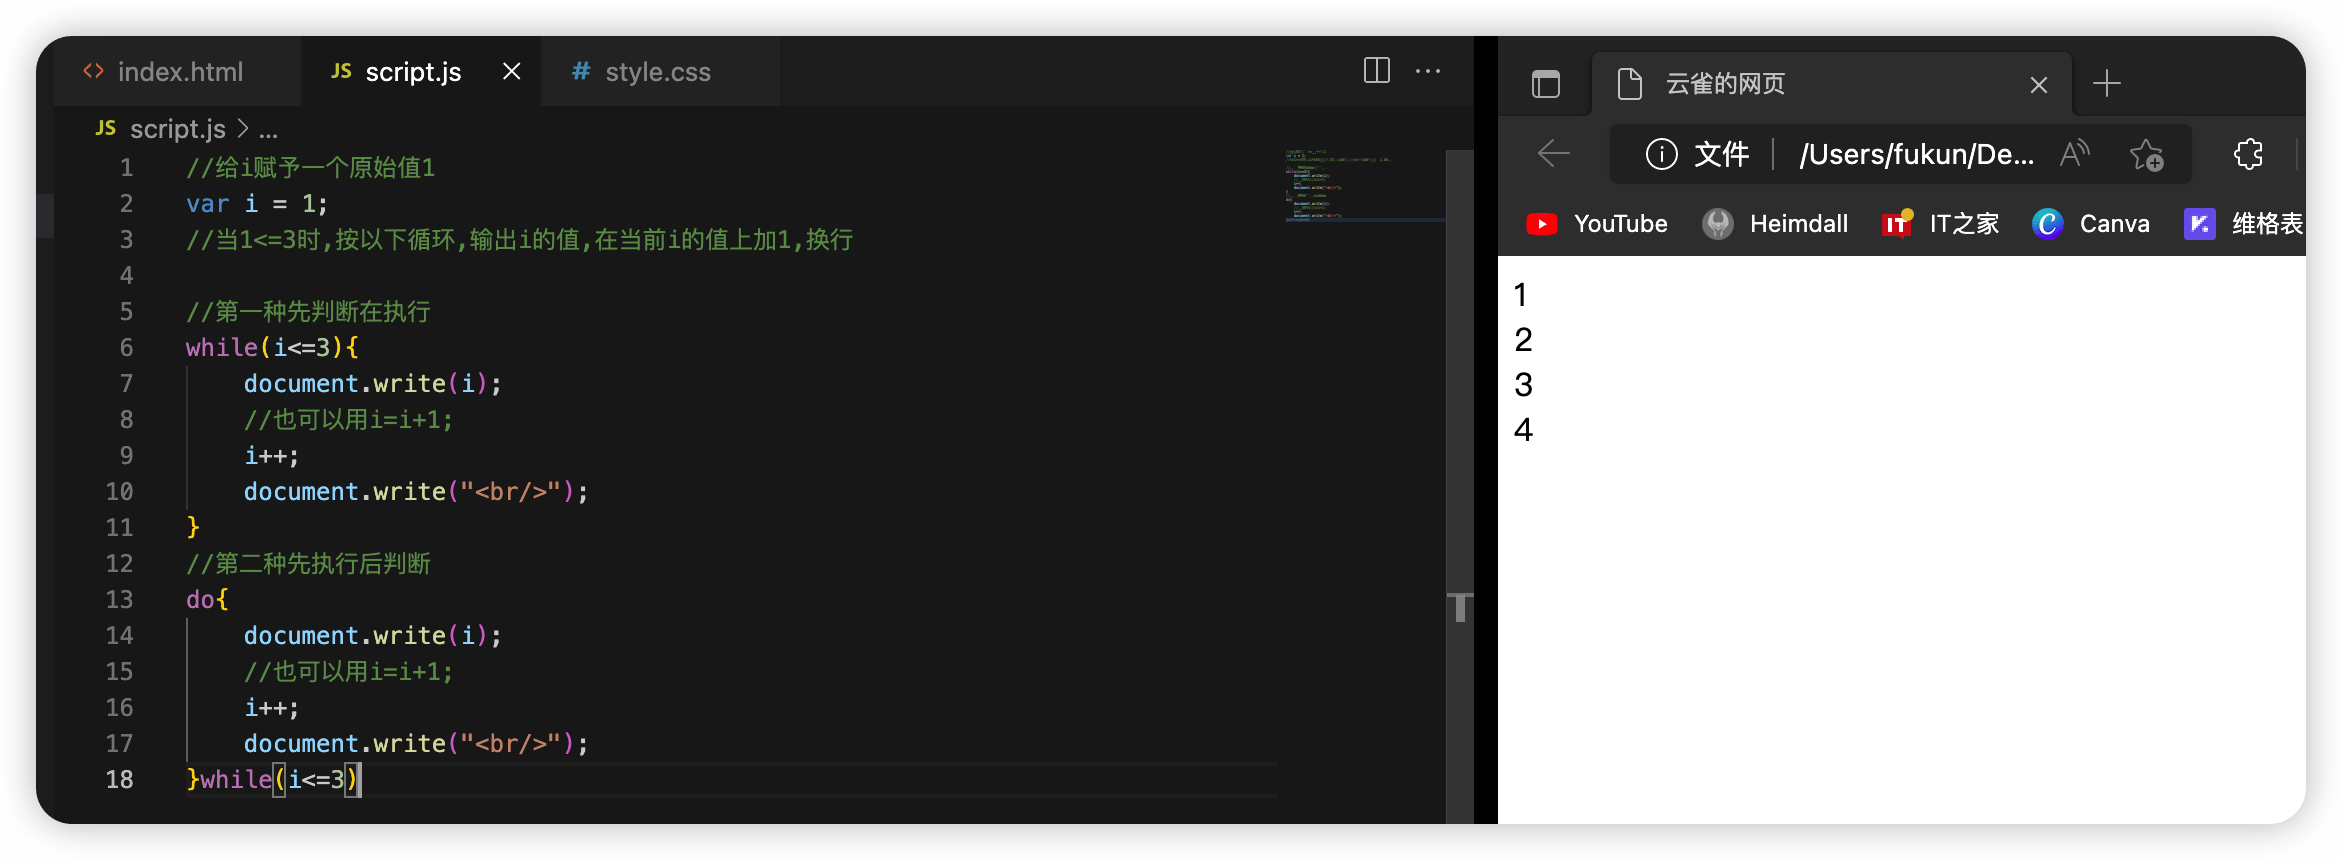 index.html
JS script.js
# style.css
JS script.js > ...
1 //给i赋予一个原始值1
2 var i = 1;
3 //当1<=3时,按以下循环,输出i的值,在当前i的值上加1,换行
4
5 //第一种先判断在执行
6 while(i<=3){
7 document.write(i);
8 //也可以用i=i+1;
9 i++;
10 document.write("<br/>");
11 }
12 //第二种先执行后判断
13 do{
14 document.write(i);
15 //也可以用i=i+1;
16 i++;
17 document.write("<br/>");
18 }while(i<=3)
云雀的网页
文件 /Users/fukun/De...
YouTube Heimdall IT之家 Canva 维格表
1
2
3
4